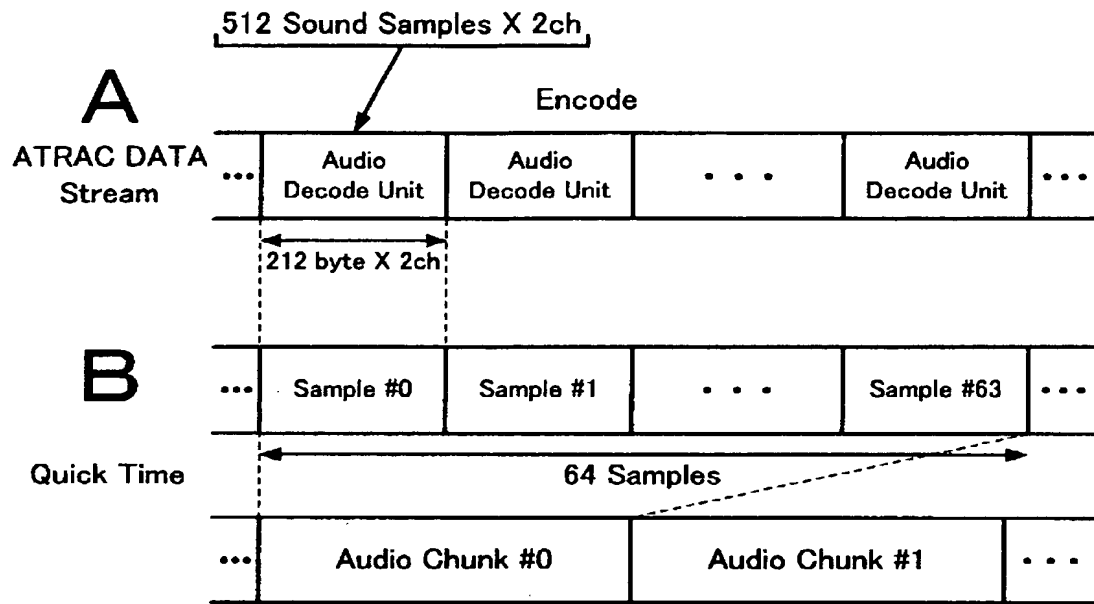 512 Sound Samples X 2ch
A
Encode
ATRAC DATA
Stream
••• Audio Decode Unit Audio Decode Unit • • • Audio Decode Unit •••
212 byte X 2ch
B
••• Sample #0 Sample #1 • • • Sample #63 •••
Quick Time
64 Samples
••• Audio Chunk #0 Audio Chunk #1 • • •